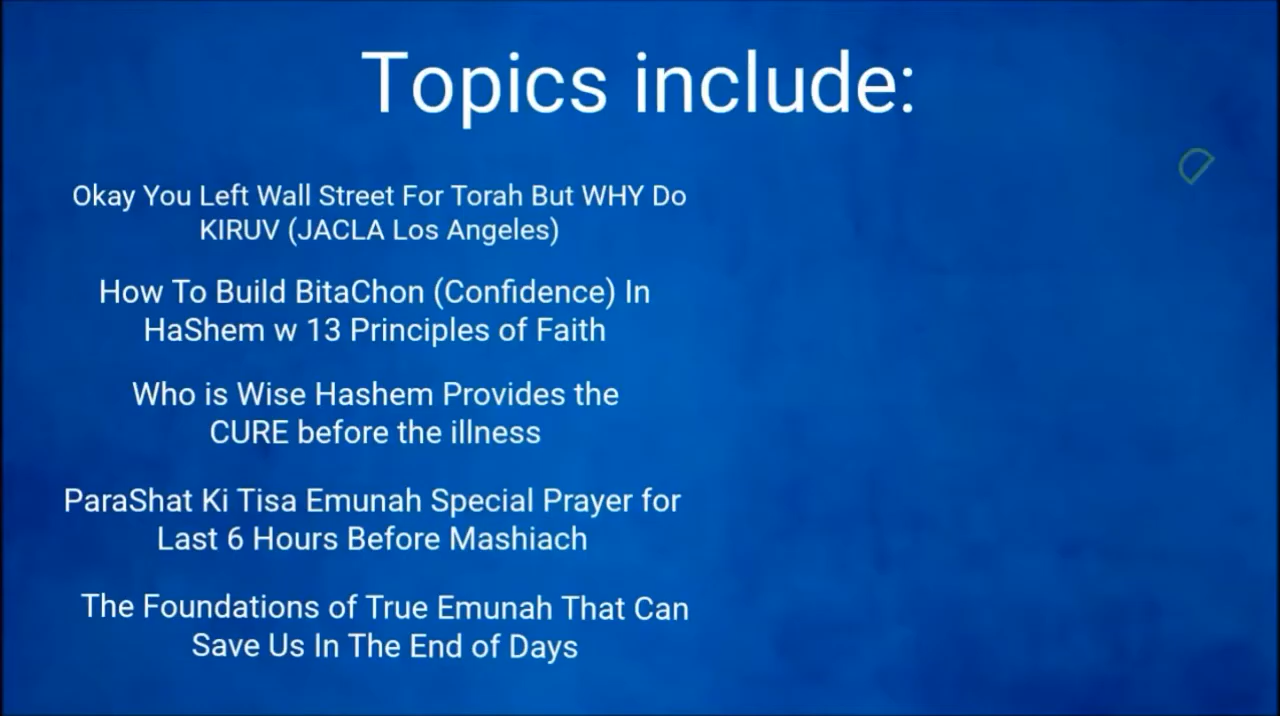 Topics include:
Okay You Left Wall Street For Torah But WHY Do
KIRUV (JACLA Los Angeles)
How To Build BitaChon (Confidence) In
HaShem w 13 Principles of Faith
Who is Wise Hashem Provides the
CURE before the illness
ParaShat Ki Tisa Emunah Special Prayer for
Last 6 Hours Before Mashiach
The Foundations of True Emunah That Can
Save Us In The End of Days